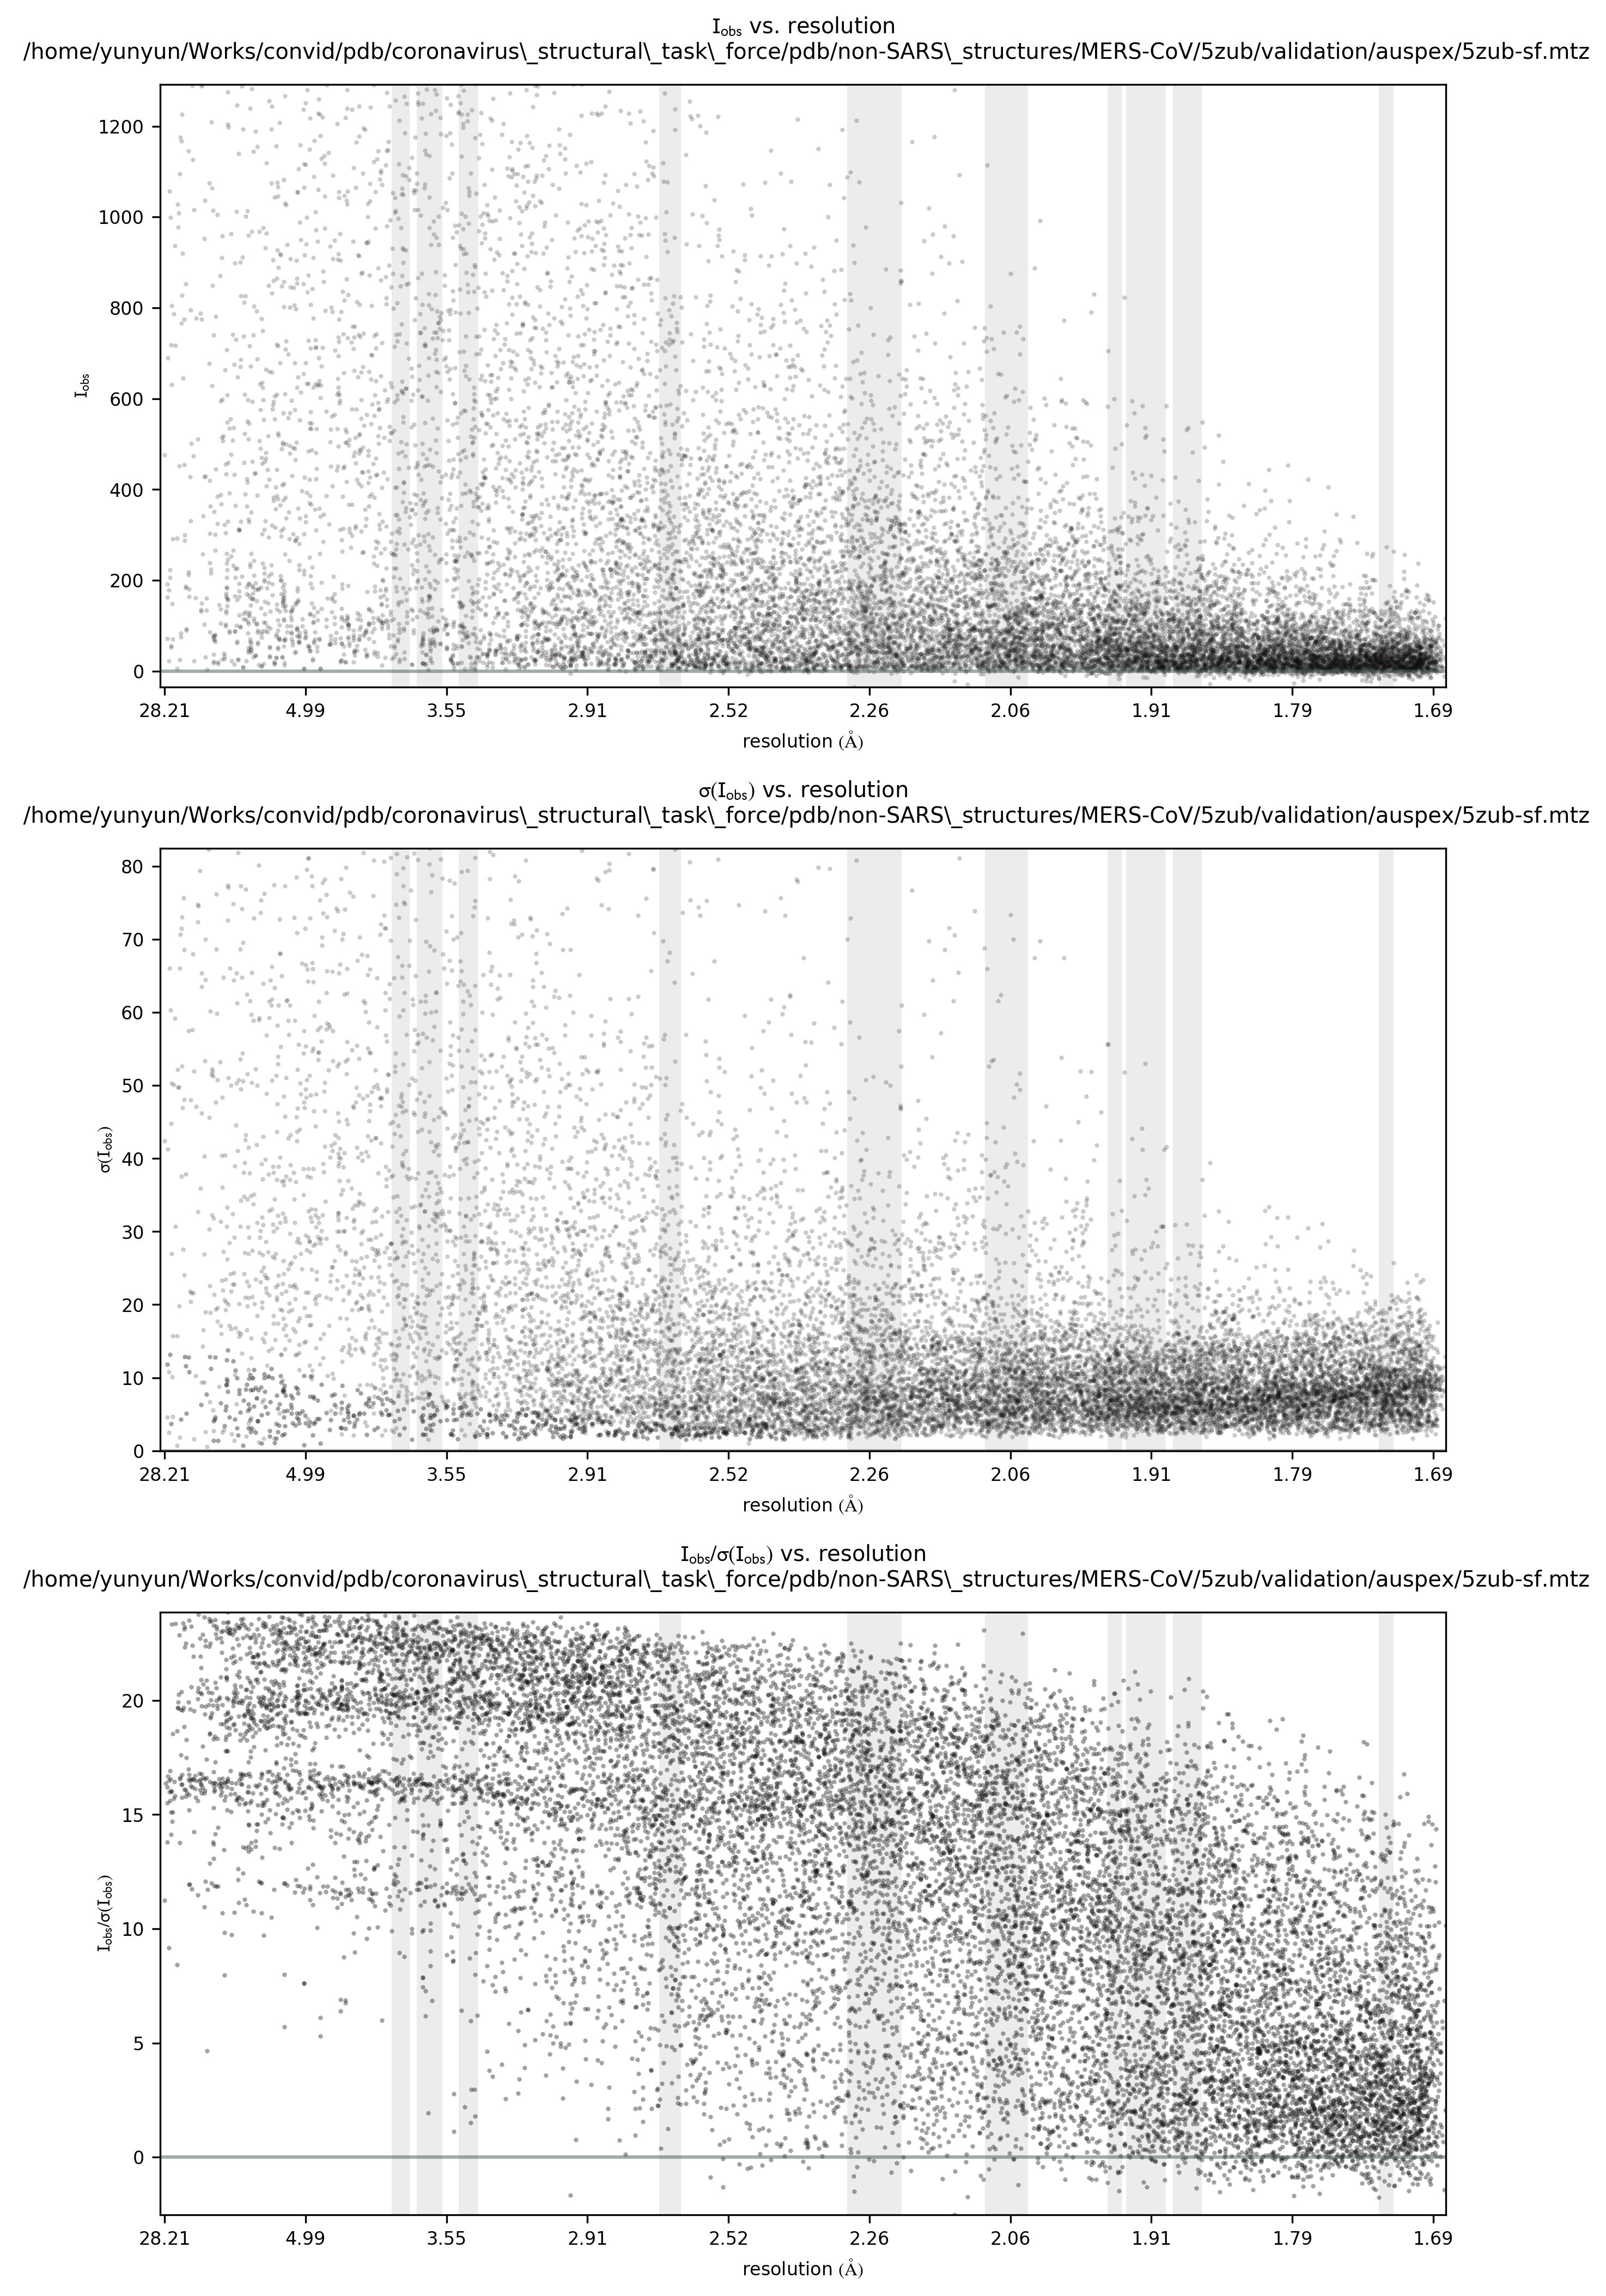 Iobs vs. resolution
/home/yunyun/Works/convid/pdb/coronavirus\_structural\_task\_force/pdb/non-SARS\_structures/MERS-CoV/5zub/validation/auspex/5zub-sf.mtz
1200
1000
800
600
400
200
0
Iobs
28.21 4.99 3.55 2.91 2.52 2.26 2.06 1.91 1.79 1.69
resolution (Å)
σ(Iobs) vs. resolution
/home/yunyun/Works/convid/pdb/coronavirus\_structural\_task\_force/pdb/non-SARS\_structures/MERS-CoV/5zub/validation/auspex/5zub-sf.mtz
80
70
60
50
40
30
20
10
0
σ(Iobs)
28.21 4.99 3.55 2.91 2.52 2.26 2.06 1.91 1.79 1.69
resolution (Å)
Iobs/σ(Iobs) vs. resolution
/home/yunyun/Works/convid/pdb/coronavirus\_structural\_task\_force/pdb/non-SARS\_structures/MERS-CoV/5zub/validation/auspex/5zub-sf.mtz
20
15
10
5
0
Iobs/σ(Iobs)
28.21 4.99 3.55 2.91 2.52 2.26 2.06 1.91 1.79 1.69
resolution (Å)